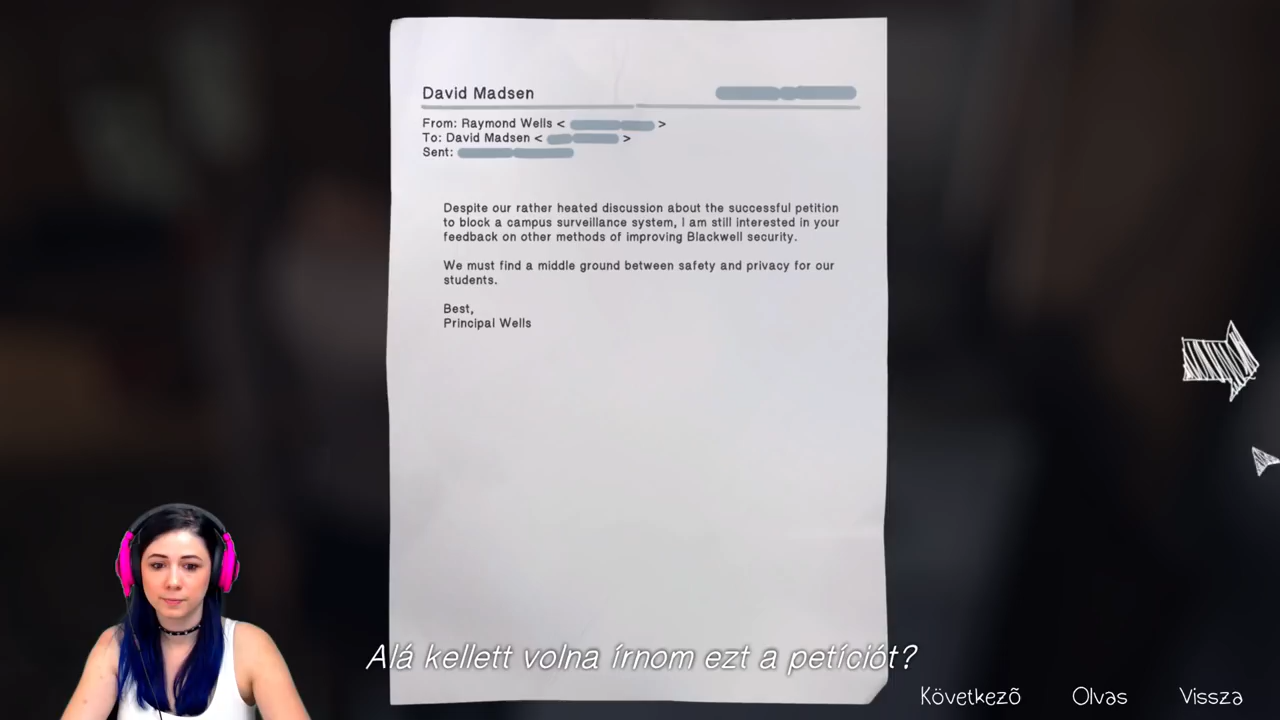 David Madsen
From: Raymond Wells < >
To: David Madsen < >
Sent:
Despite our rather heated discussion about the successful petition
to block a campus surveillance system, I am still interested in your
feedback on other methods of improving Blackwell security.
We must find a middle ground between safety and privacy for our
students.
Best,
Principal Wells
Alá kellett volna írnom ezt a petíciót?
Következõ Olvas Vissza